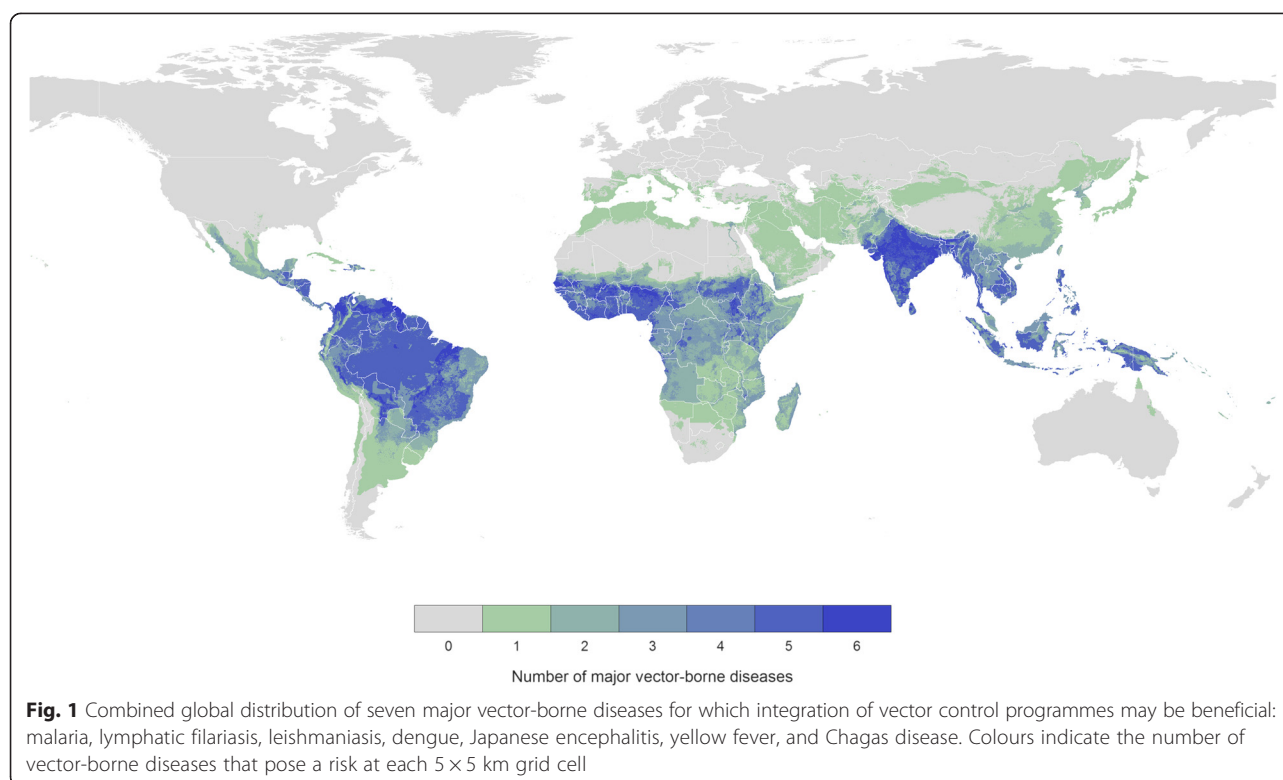 0 1 2 3 4 5 6
Number of major vector-borne diseases
Fig. 1 Combined global distribution of seven major vector-borne diseases for which integration of vector control programmes may be beneficial:
malaria, lymphatic filariasis, leishmaniasis, dengue, Japanese encephalitis, yellow fever, and Chagas disease. Colours indicate the number of
vector-borne diseases that pose a risk at each 5 × 5 km grid cell